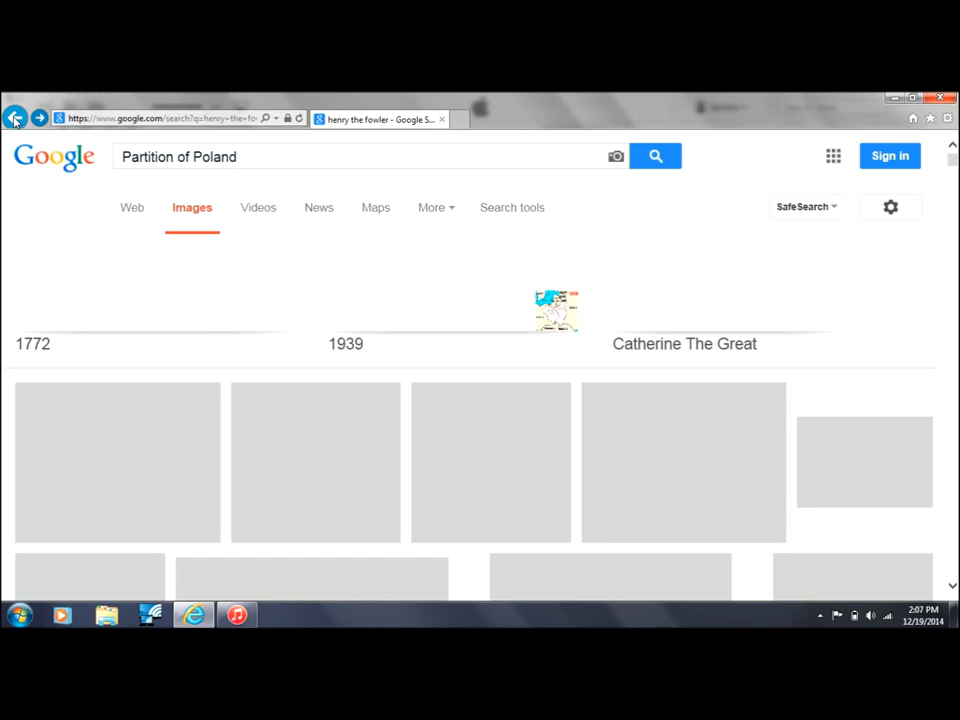 https://www.google.com/search?q=henry+the+fo
henry the fowler - Google S...
Google
Partition of Poland
Sign in
Web
Images
Videos
News
Maps
More
Search tools
SafeSearch
1772
1939
Catherine The Great
2:07 PM
12/19/2014